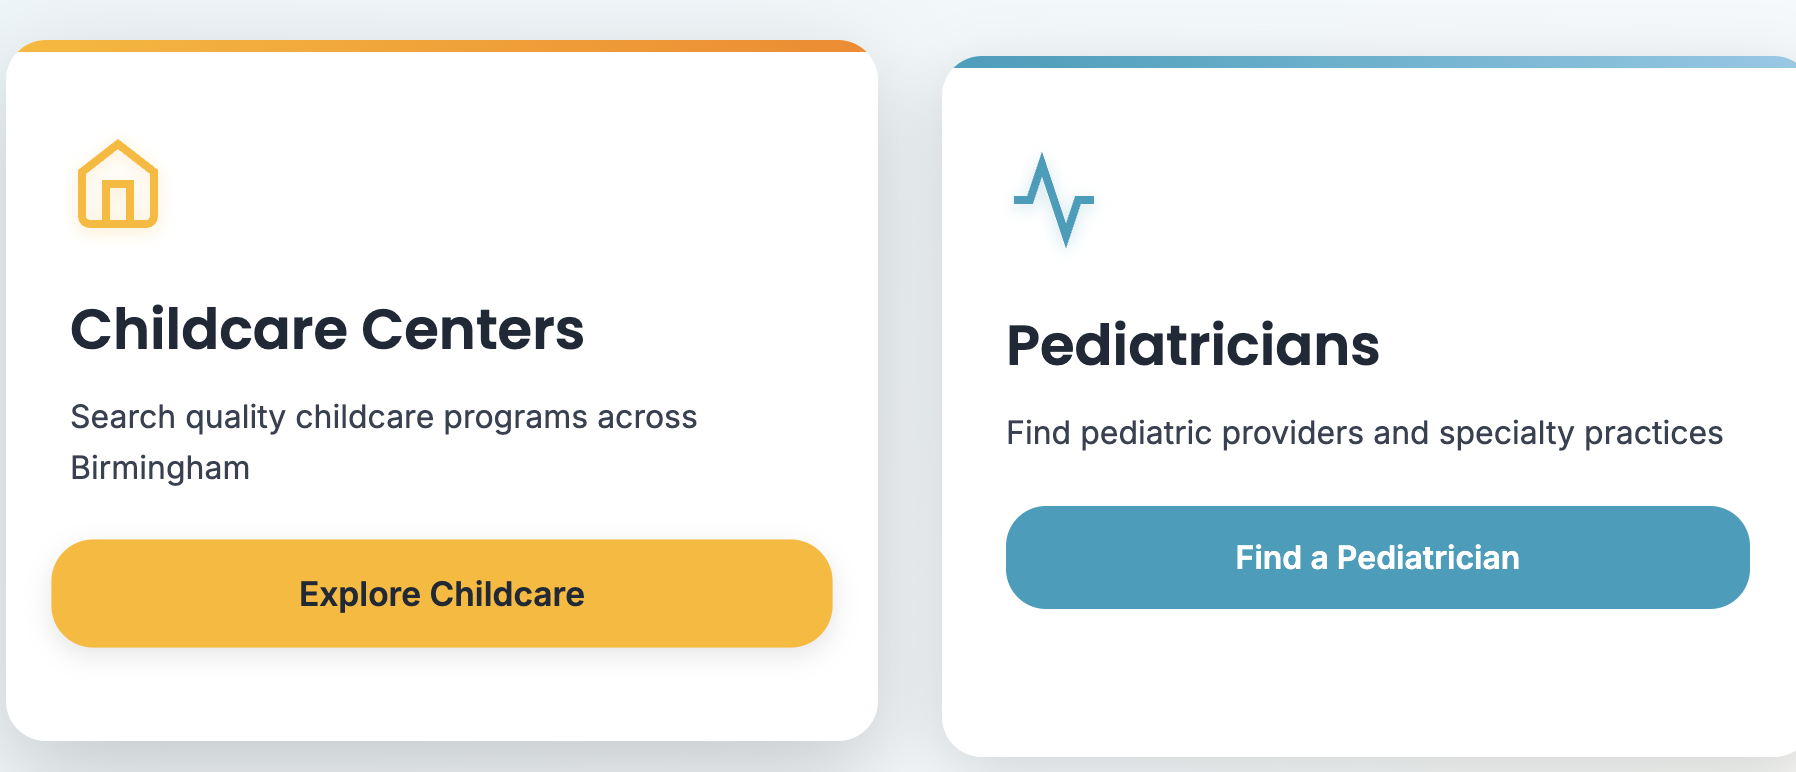 Childcare Centers
Search quality childcare programs across
Birmingham
Explore Childcare
Pediatricians
Find pediatric providers and specialty practices
Find a Pediatrician